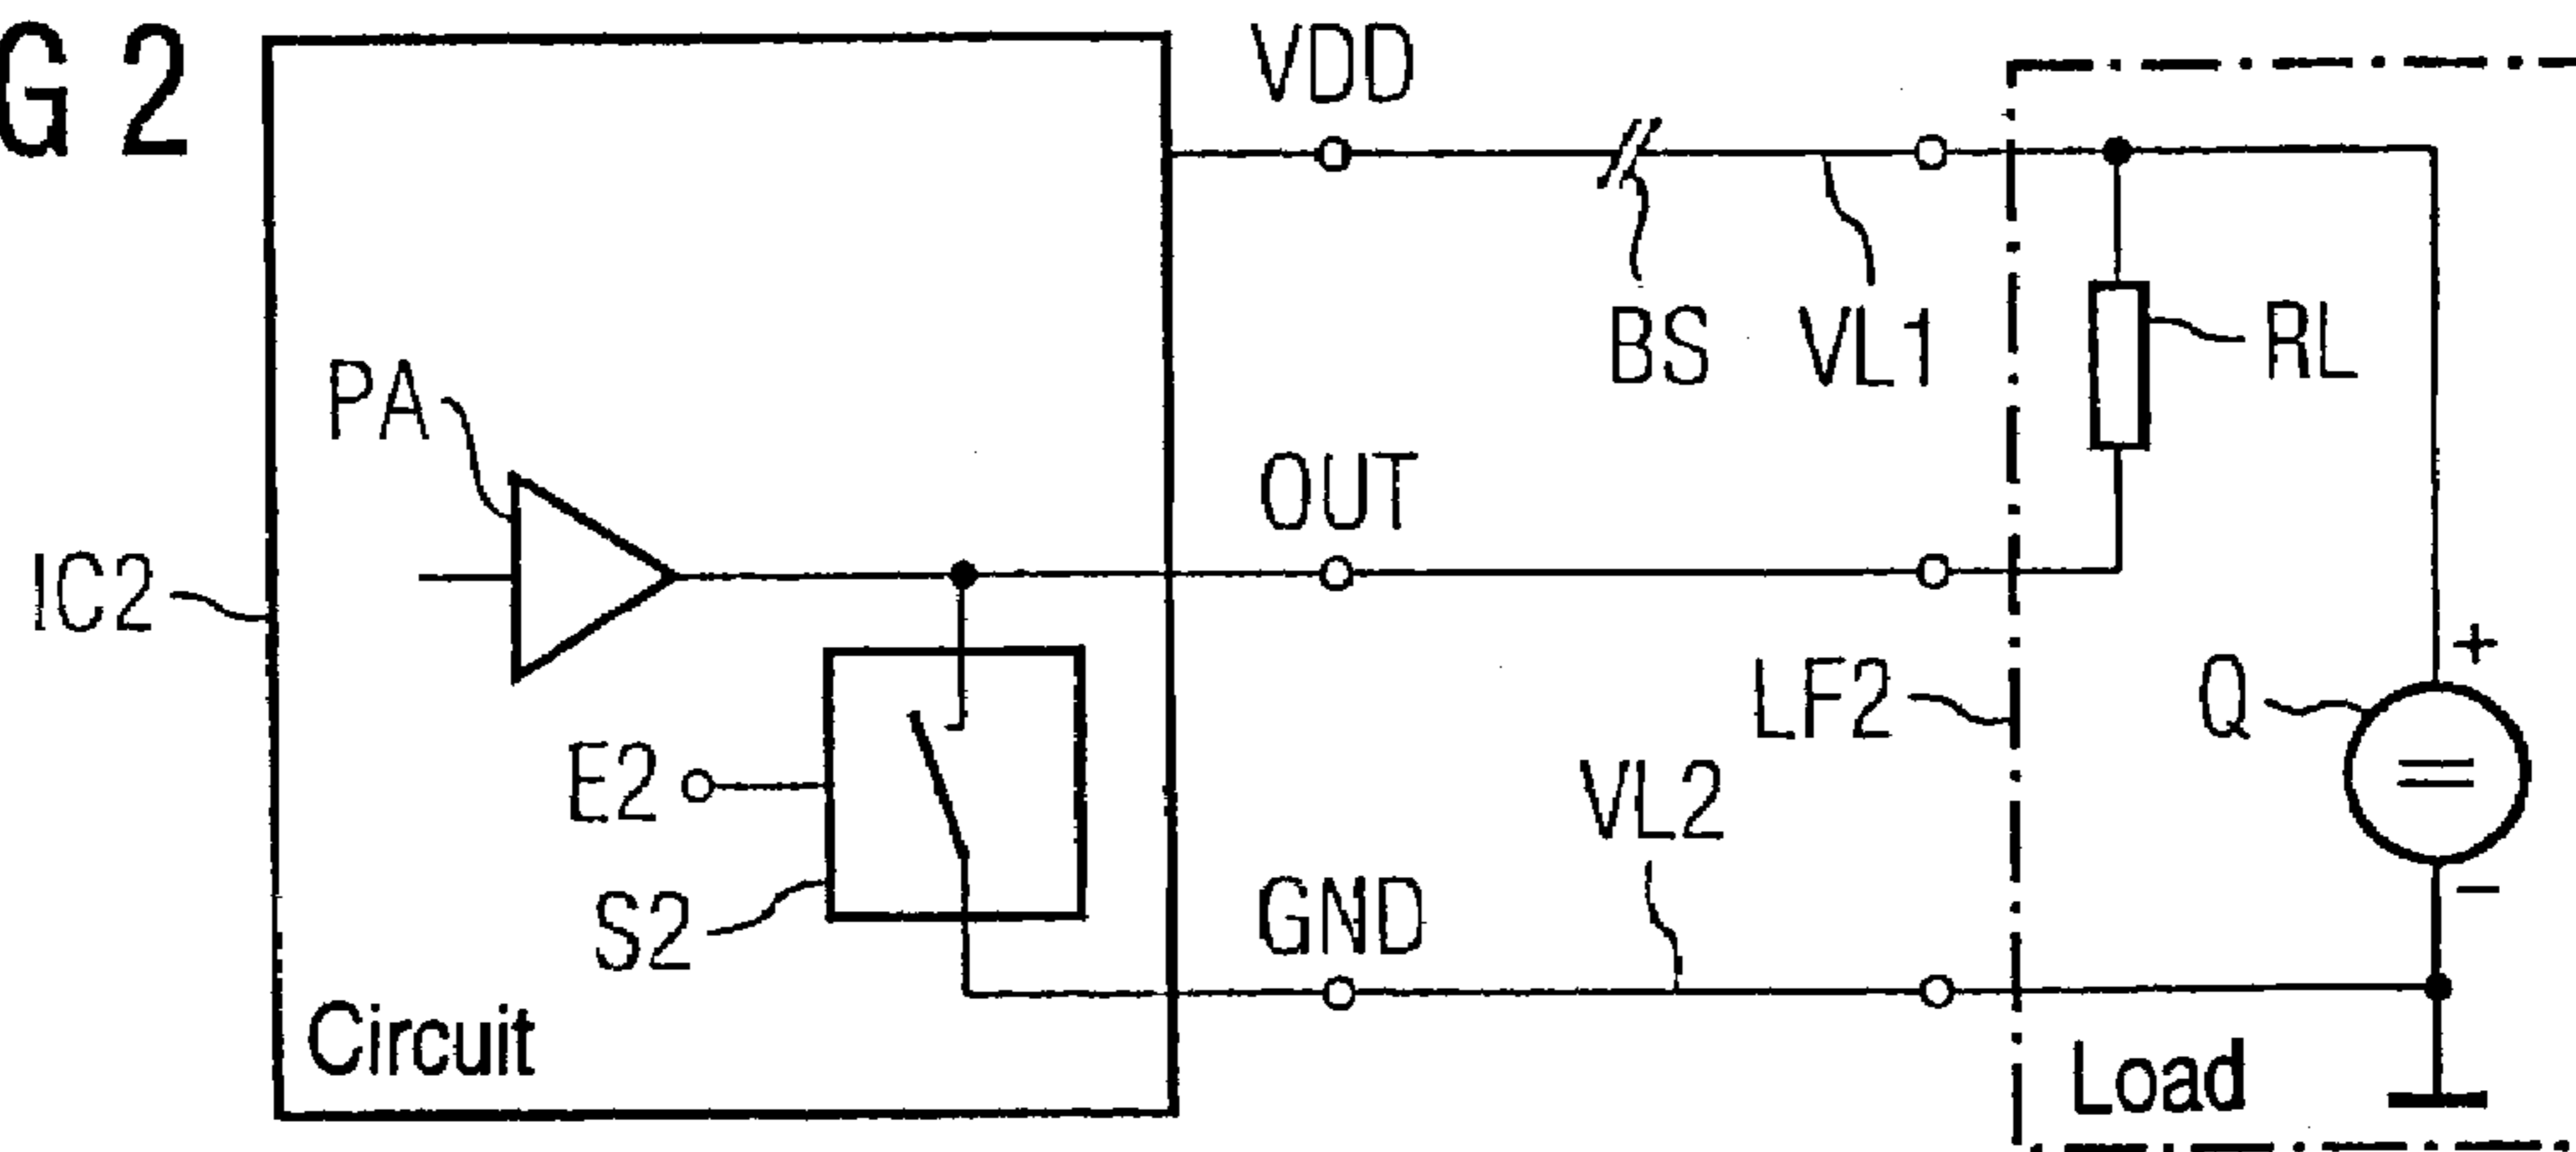 G 2
VDD
BS
VL1
RL
PA
OUT
IC2
LF2
Q
+
E2
VL2
S2
GND
−
Circuit
Load